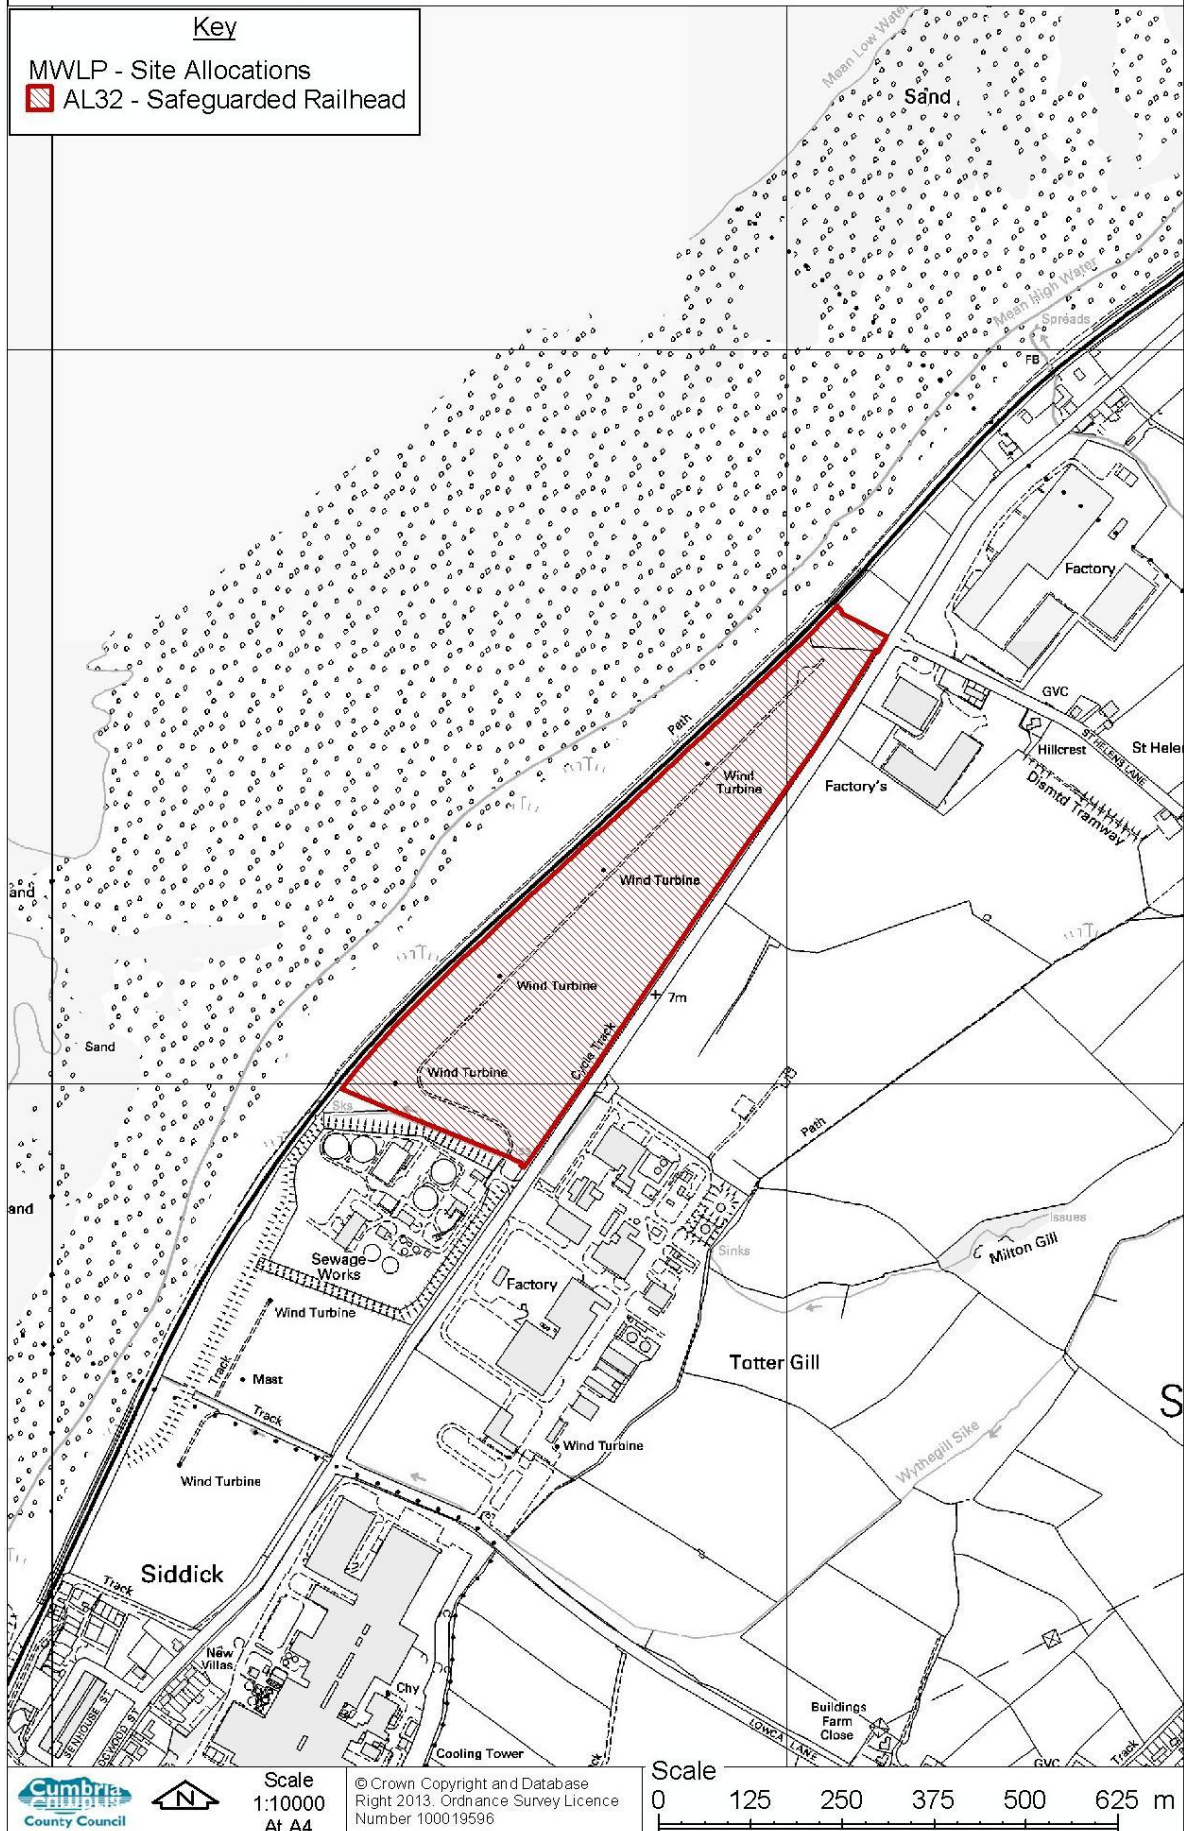 Key
MWLP - Site Allocations
AL32 - Safeguarded Railhead
Mean Low Water
Sand
Mean High Water
Spreads
FB
Factory
Path
GVC
ST HELENS LANE
Hillcrest
St Helen
Wind
Turbine
Factory's
Dismtd Tramway
and
Wind Turbine
Wind Turbine
7m
Sand
Cycle Track
Wind Turbine
Sks
Path
and
Issues
Milton Gill
Sinks
Sewage
Works
Factory
Wind Turbine
Totter Gill
Track
Mast
Track
S
Wind Turbine
Wythegill Sike
Wind Turbine
Siddick
Track
New
Villas
Chy
SENHOUSE ST
Buildings
Farm
Close
LOWCA LANE
Cooling Tower
GVC
Track
Cumbria
County Council
N
Scale
1:10000
At A4
© Crown Copyright and Database
Right 2013. Ordnance Survey Licence
Number 100019596
Scale
0 125 250 375 500 625 m